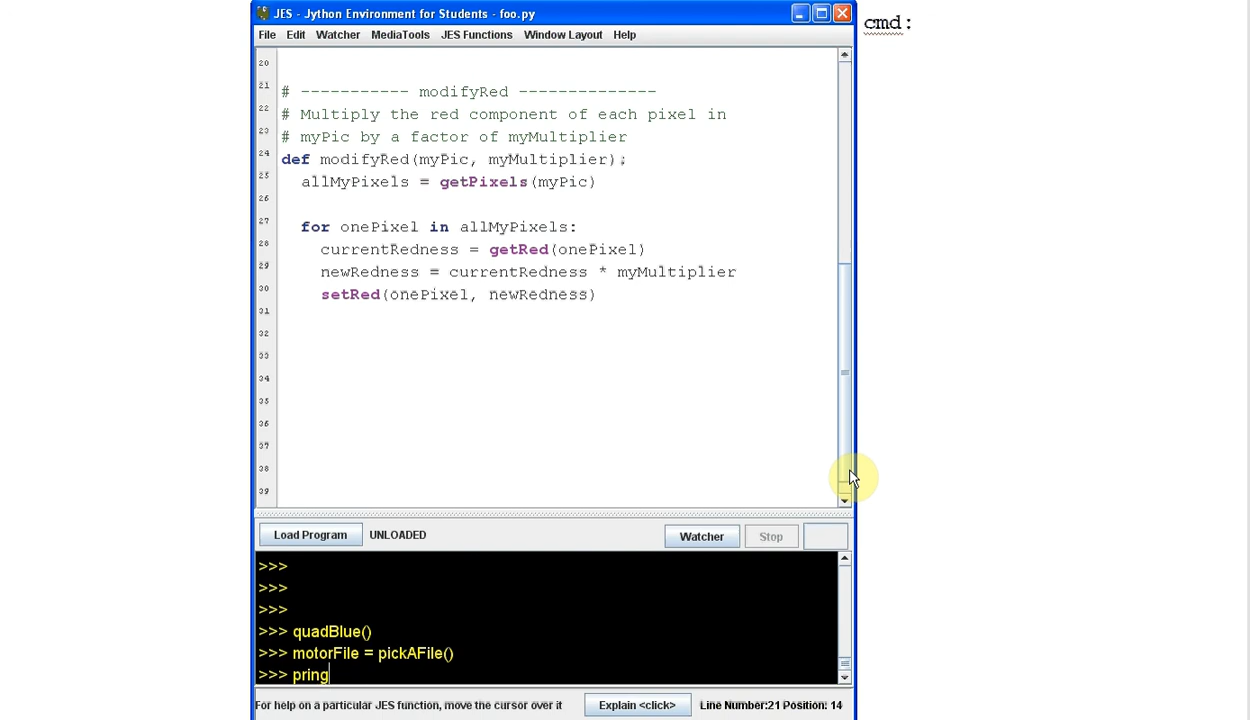 JES - Jython Environment for Students - foo.py
cmd:
File Edit Watcher MediaTools JES Functions Window Layout Help
20
21 # ----------- modifyRed --------------
22 # Multiply the red component of each pixel in
23 # myPic by a factor of myMultiplier
24 def modifyRed(myPic, myMultiplier);
25 allMyPixels = getPixels(myPic)
26
27 for onePixel in allMyPixels:
28 currentRedness = getRed(onePixel)
29 newRedness = currentRedness * myMultiplier
30 setRed(onePixel, newRedness)
31
32
33
34
35
36
37
38
39
Load Program UNLOADED Watcher Stop
>>>
>>>
>>>
>>> quadBlue()
>>> motorFile = pickAFile()
>>> pring
For help on a particular JES function, move the cursor over it Explain <click> Line Number:21 Position: 14